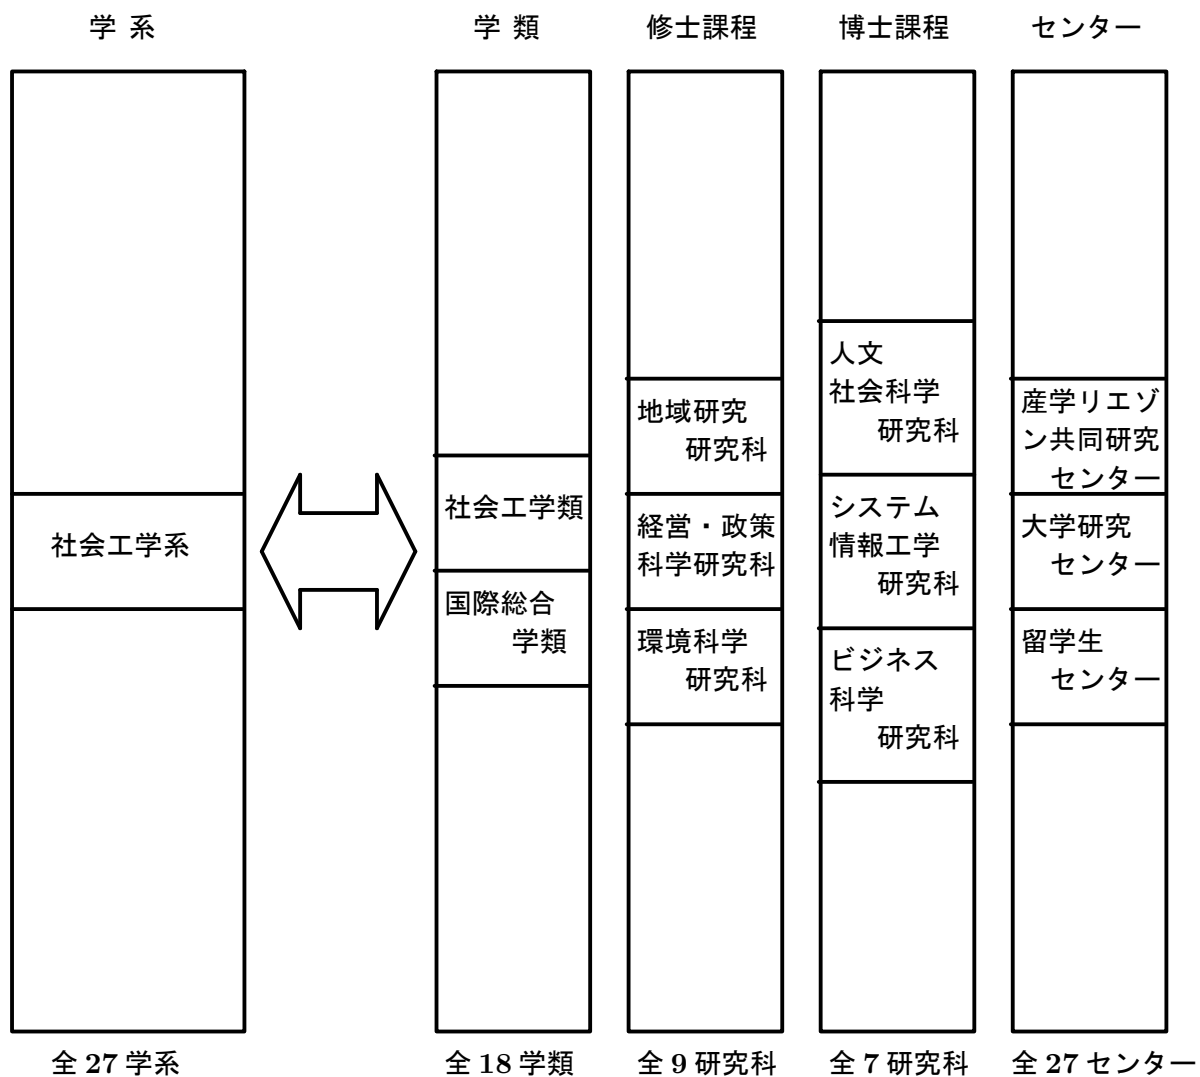 学 系
学 類
修士課程
博士課程
センター
社会工学系
社会工学類
国際総合
学類
地域研究
研究科
経営・政策
科学研究科
環境科学
研究科
人文
社会科学
研究科
システム
情報工学
研究科
ビジネス
科学
研究科
産学リエゾ
ン共同研究
センター
大学研究
センター
留学生
センター
全 27 学系
全 18 学類
全 9 研究科
全 7 研究科
全 27 センター